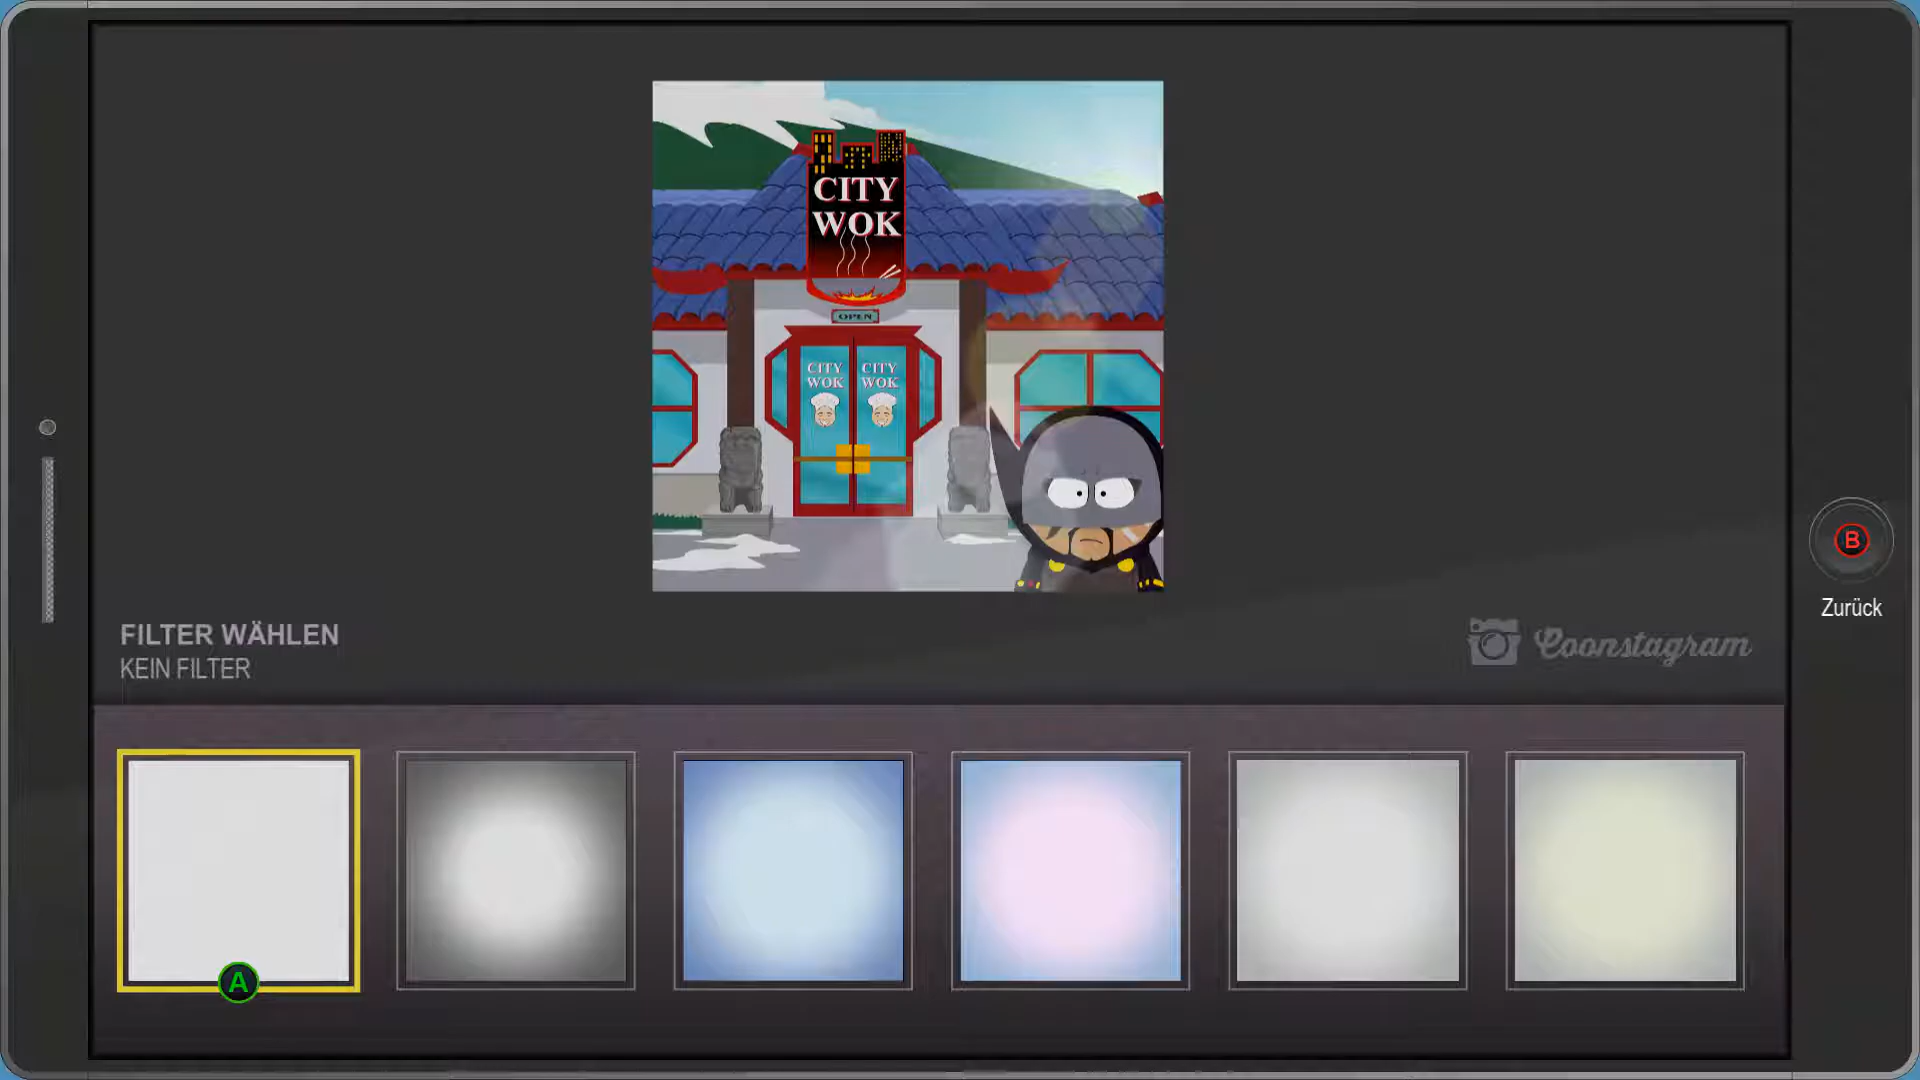 CITY
WOK
OPEN
CITY CITY
WOK WOK
B
Zurück
FILTER WÄHLEN
KEIN FILTER
Coonstagram
A